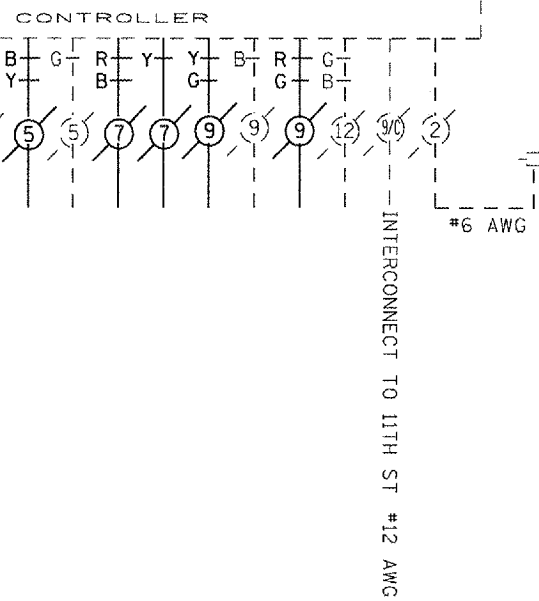 CONTROLLER
B G R Y Y B R G
Y B G G B
5 5 7 7 9 9 9 12 9/C 2
#6 AWG
INTERCONNECT TO 11TH ST #12 AWG